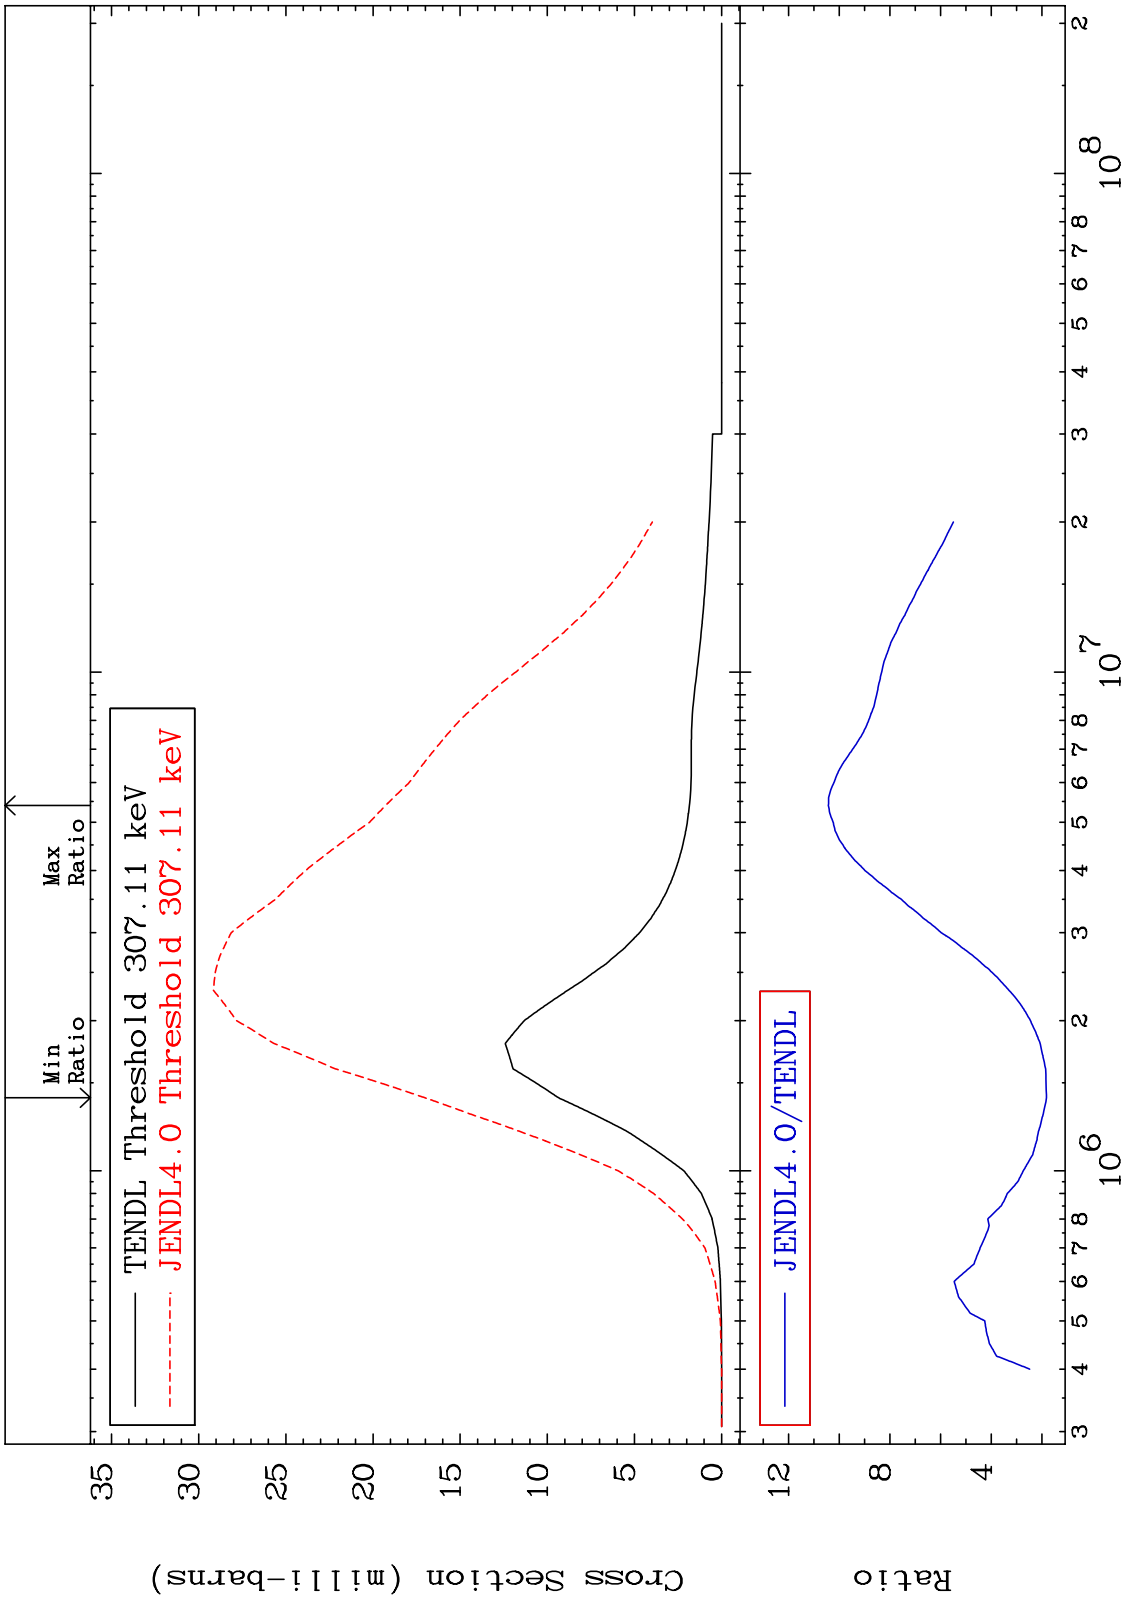 Min
Ratio
Max
Ratio
TENDL Threshold 307.11 keV
JENDL4.0 Threshold 307.11 keV
Cross Section (milli-barns)
35
30
25
20
15
10
5
0
JENDL4.0/TENDL
Ratio
12
8
4
3 4 5 6 7 8 10^6 2 3 4 5 6 7 8 10^7 2 3 4 5 6 7 8 10^8 2